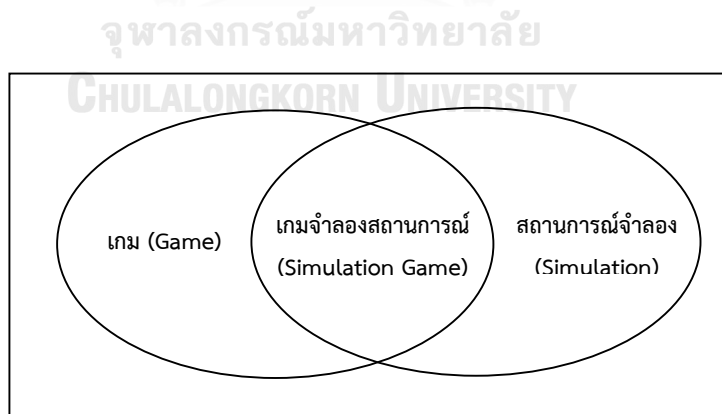 จุฬาลงกรณ์มหาวิทยาลัย
CHULALONGKORN UNIVERSITY
เกม (Game)
เกมจำลองสถานการณ์
(Simulation Game)
สถานการณ์จำลอง
(Simulation)